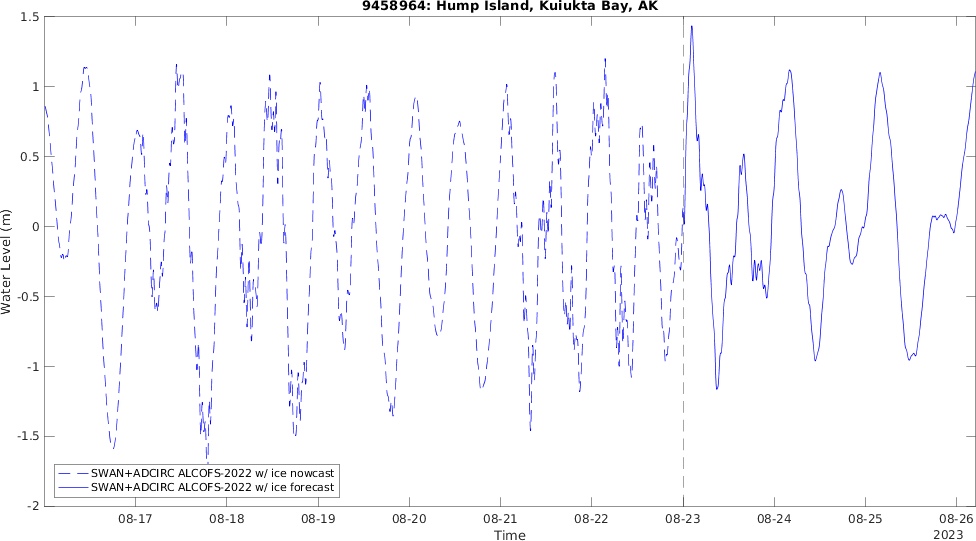 9458964: Hump Island, Kuiukta Bay, AK
1.5
1
0.5
0
-0.5
-1
-1.5
-2
Water Level (m)
SWAN+ADCIRC ALCOFS-2022 w/ ice nowcast
SWAN+ADCIRC ALCOFS-2022 w/ ice forecast
08-17 08-18 08-19 08-20 08-21 08-22 08-23 08-24 08-25 08-26
Time
2023